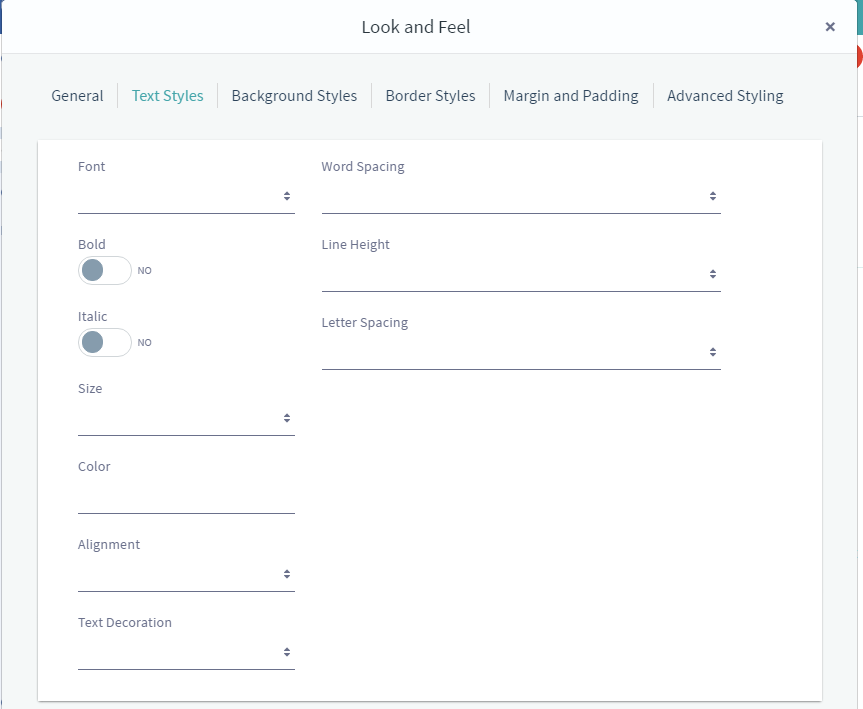 Look and Feel
×
General Text Styles Background Styles Border Styles Margin and Padding Advanced Styling
Font
Bold
NO
Italic
NO
Size
Color
Alignment
Text Decoration
Word Spacing
Line Height
Letter Spacing